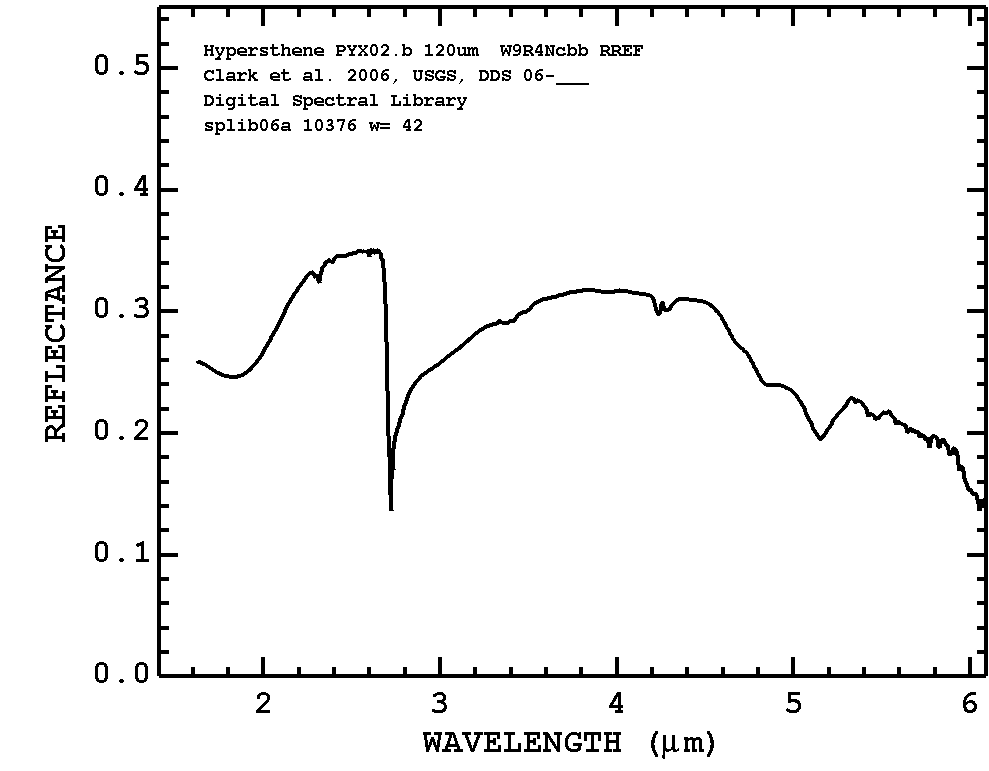 Hypersthene PYX02.b 120um W9R4Ncbb RREF
Clark et al. 2006, USGS, DDS 06-___
Digital Spectral Library
splib06a 10376 w= 42
0.5
0.4
0.3
0.2
0.1
0.0
REFLECTANCE
2 3 4 5 6
WAVELENGTH (μm)